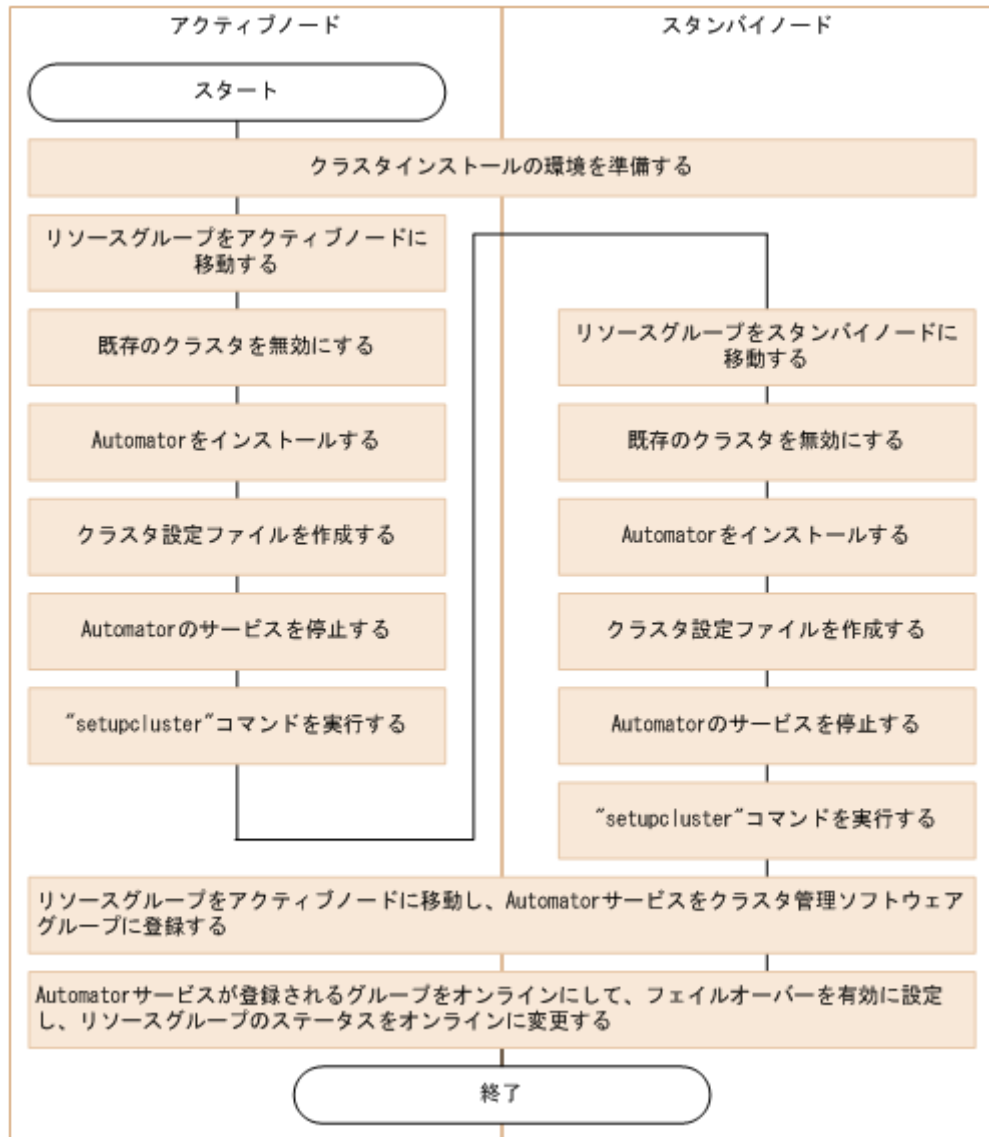 アクティブノード
スタンバイノード
スタート
クラスタインストールの環境を準備する
リソースグループをアクティブノードに
移動する
既存のクラスタを無効にする
Automatorをインストールする
クラスタ設定ファイルを作成する
Automatorのサービスを停止する
"setupcluster"コマンドを実行する
リソースグループをスタンバイノードに
移動する
既存のクラスタを無効にする
Automatorをインストールする
クラスタ設定ファイルを作成する
Automatorのサービスを停止する
"setupcluster"コマンドを実行する
リソースグループをアクティブノードに移動し、Automatorサービスをクラスタ管理ソフトウェア
グループに登録する
Automatorサービスが登録されるグループをオンラインにして、フェイルオーバーを有効に設定
し、リソースグループのステータスをオンラインに変更する
終了